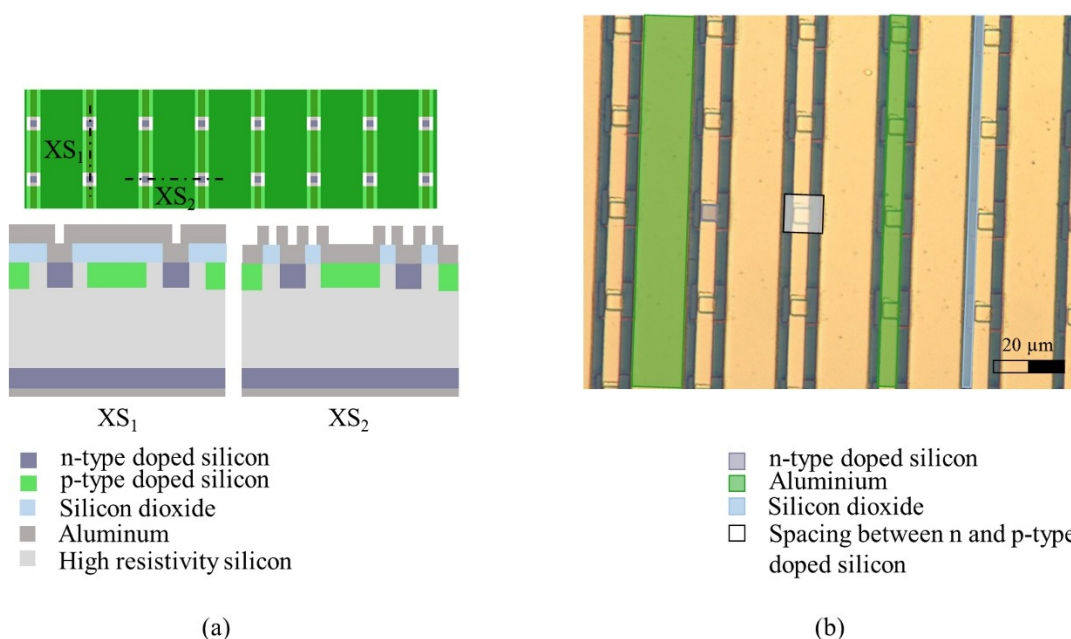 XS₁
XS₂
XS₁
XS₂
n-type doped silicon
p-type doped silicon
Silicon dioxide
Aluminum
High resistivity silicon
(a)
20 µm
n-type doped silicon
Aluminium
Silicon dioxide
Spacing between n and p-type
doped silicon
(b)